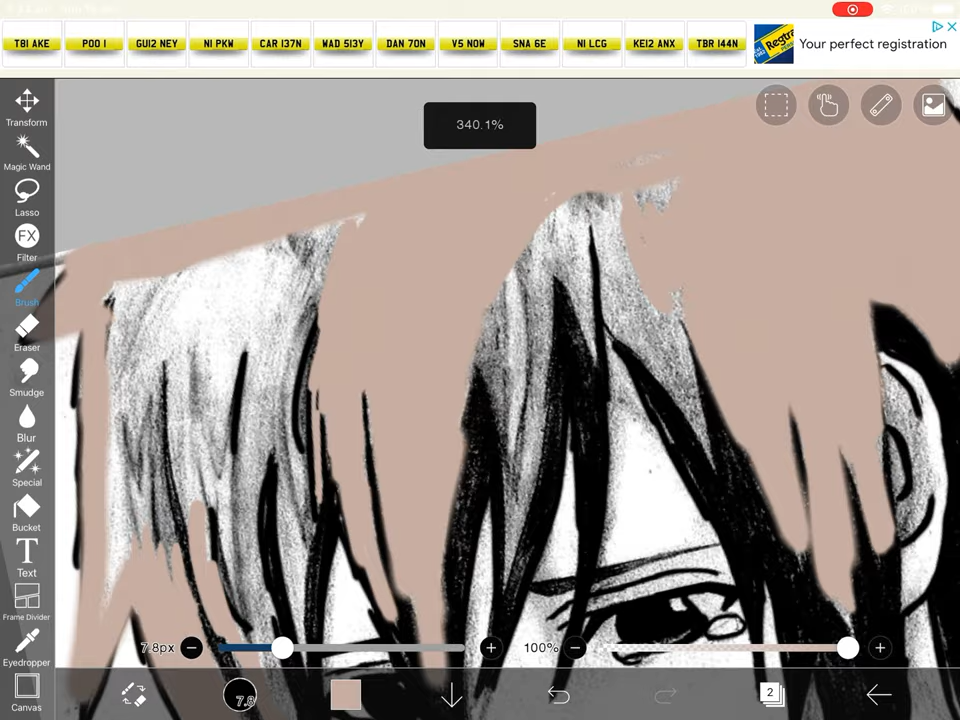 T81 AKE POO 1 GU12 NEY N1 PKW CAR 137N WAD 513Y DAN 70N V5 NOW SNA 6E N1 LCG KE12 ANX TBR 144N
Regtra
Your perfect registration
340.1%
Transform
Magic Wand
Lasso
FX
Filter
Brush
Eraser
Smudge
Blur
Special
Bucket
T
Text
Frame Divider
Eyedropper
Canvas
7.8px
100%
7.8
2